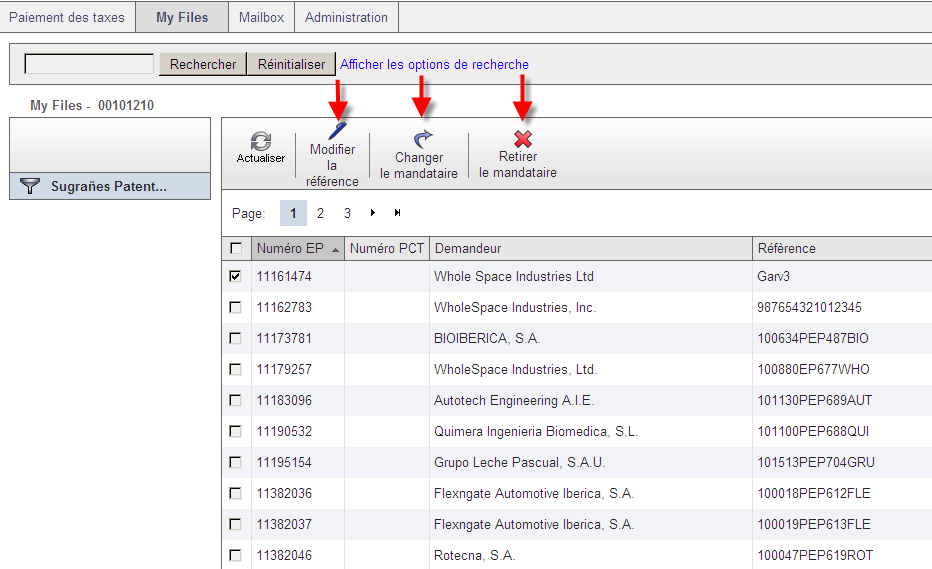 Paiement des taxes My Files Mailbox Administration
Rechercher Réinitialiser Afficher les options de recherche
My Files - 00101210
Sugrañes Patent...
Actualiser
Modifier
la
référence
Changer
le mandataire
Retirer
le mandataire
Page: 1 2 3
Numéro EP Numéro PCT Demandeur Référence
11161474 Whole Space Industries Ltd Garv3
11162783 WholeSpace Industries, Inc. 987654321012345
11173781 BIOIBERICA, S.A. 100634PEP487BIO
11179257 WholeSpace Industries, Ltd. 100880EP677WHO
11183096 Autotech Engineering A.I.E. 101130PEP689AUT
11190532 Quimera Ingenieria Biomedica, S.L. 101100PEP688QUI
11195154 Grupo Leche Pascual, S.A.U. 101513PEP704GRU
11382036 Flexngate Automotive Iberica, S.A. 100018PEP612FLE
11382037 Flexngate Automotive Iberica, S.A. 100019PEP613FLE
11382046 Rotecna, S.A. 100047PEP619ROT